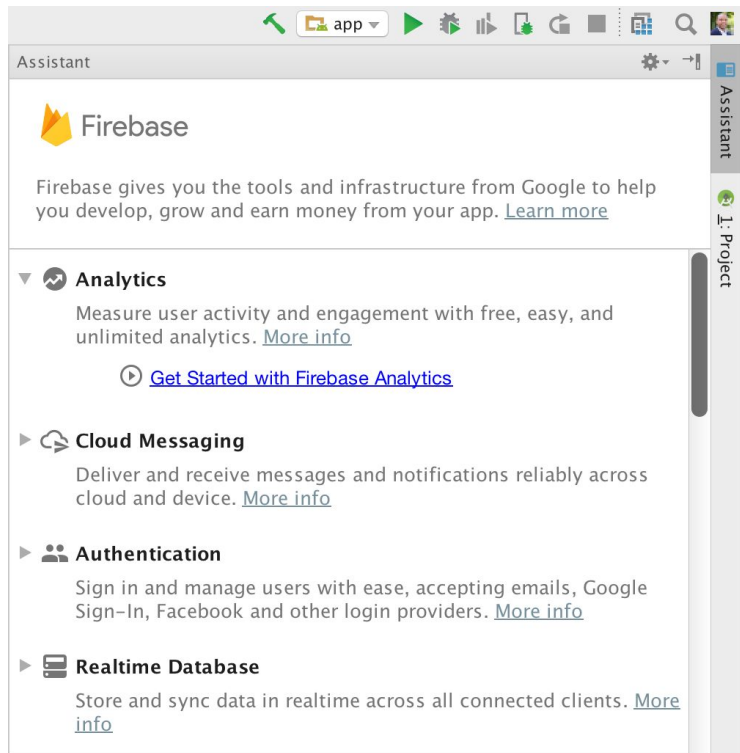 app
Assistant
Firebase
Firebase gives you the tools and infrastructure from Google to help
you develop, grow and earn money from your app. Learn more
Analytics
Measure user activity and engagement with free, easy, and
unlimited analytics. More info
Get Started with Firebase Analytics
Cloud Messaging
Deliver and receive messages and notifications reliably across
cloud and device. More info
Authentication
Sign in and manage users with ease, accepting emails, Google
Sign-In, Facebook and other login providers. More info
Realtime Database
Store and sync data in realtime across all connected clients. More
info
Assistant
1: Project